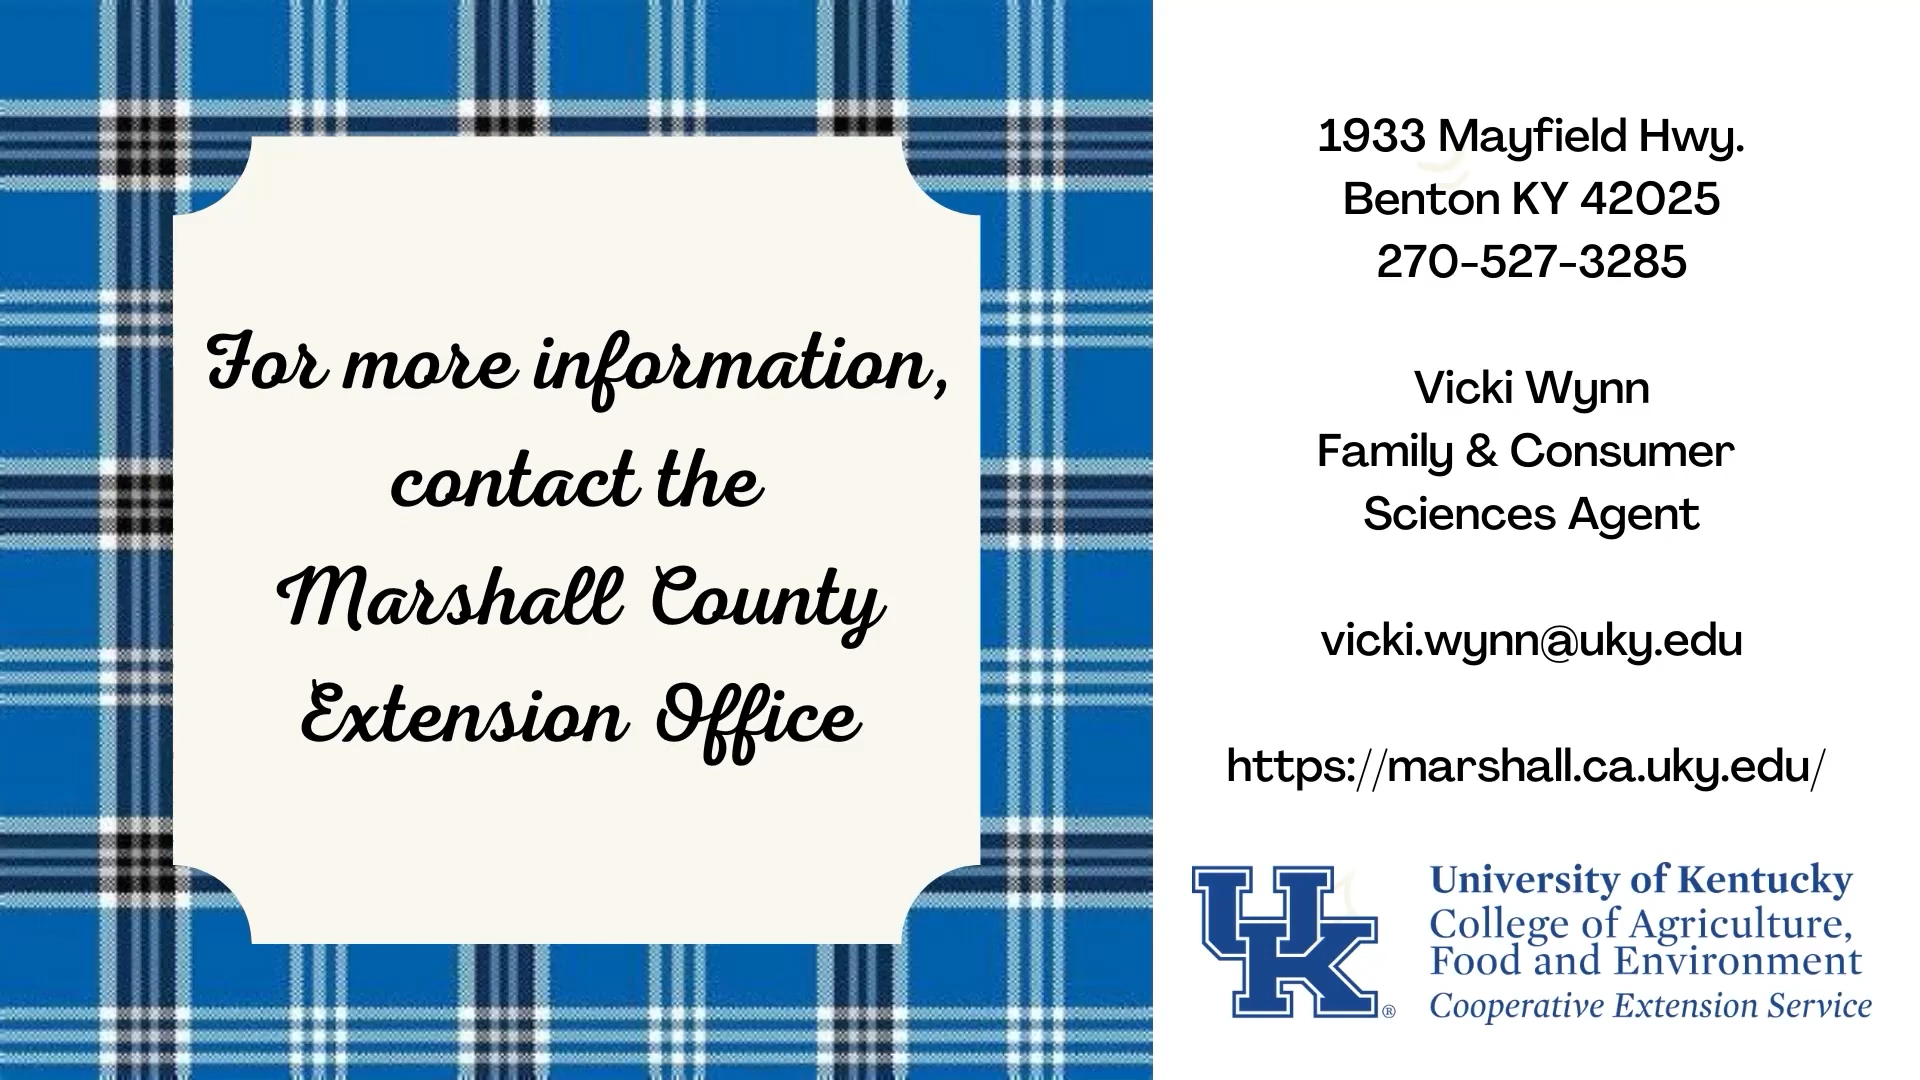 For more information,
contact the
Marshall County
Extension Office
1933 Mayfield Hwy.
Benton KY 42025
270-527-3285
Vicki Wynn
Family & Consumer
Sciences Agent
vicki.wynn@uky.edu
https://marshall.ca.uky.edu/
UK®
University of Kentucky
College of Agriculture,
Food and Environment
Cooperative Extension Service